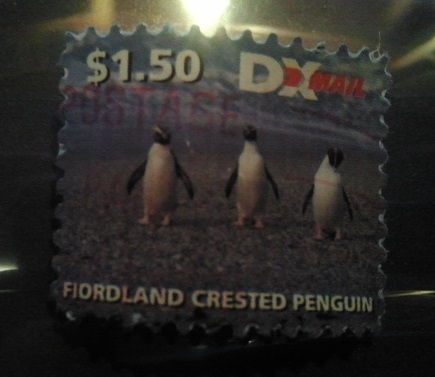 $1.50 DX MAIL
POSTAGE
FIORDLAND CRESTED PENGUIN